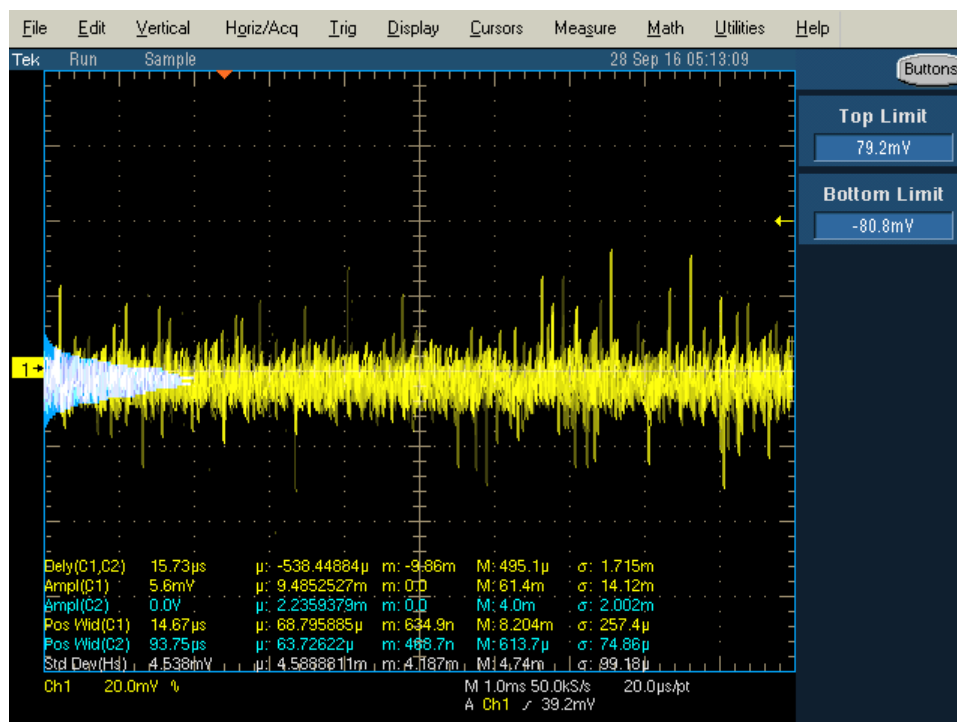 File Edit Vertical Horiz/Acq Trig Display Cursors Measure Math Utilities Help
Tek Run Sample 28 Sep 16 05:13:09
Buttons
Top Limit
79.2mV
Bottom Limit
-80.8mV
1
Dely(C1,C2) 15.73µs µ: -538.44884µ m: -9.86m M: 495.1µ σ: 1.715m
Ampl(C1) 5.6mV µ: 9.4852527m m: 0.0 M: 61.4m σ: 14.12m
Ampl(C2) 0.0V µ: 2.2359379m m: 0.0 M: 4.0m σ: 2.002m
Pos Wid(C1) 14.67µs µ: 68.795885µ m: 634.9n M: 8.204m σ: 257.4µ
Pos Wid(C2) 93.75µs µ: 63.72622µ m: 468.7n M: 613.7µ σ: 74.86µ
Std Dev(Hs) 4.538mV µ: 4.5888811m m: 4.187m M: 4.74m σ: 99.18µ
Ch1 20.0mV M 1.0ms 50.0kS/s 20.0µs/pt
A Ch1 39.2mV